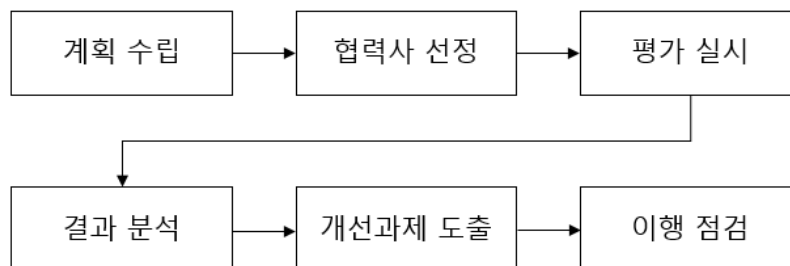 계획 수립
협력사 선정
평가 실시
결과 분석
개선과제 도출
이행 점검